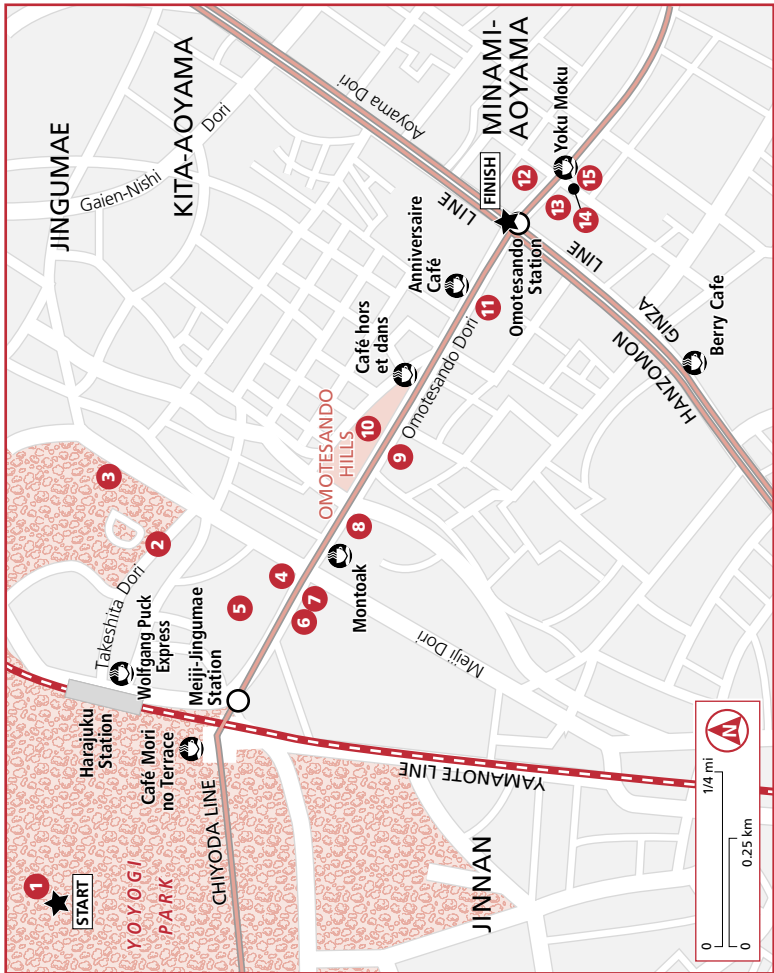 JINGUMAE
KITA-AOYAMA
Gaien-Nishi
Dori
Aoyama Dori
MINAMI-
AOYAMA
3
2
Takeshita Dori
Wolfgang Puck
Express
Harajuku
Station
Café Mori
no Terrace
Meiji-Jingumae
Station
1
START
YOYOGI
PARK
CHIYODA LINE
5
4
6
7
Montoak
8
Meiji Dori
OMOTESANDO
HILLS
10
9
Omotesando Dori
Café hors
et dans
Anniversaire
Café
11
LINE
FINISH
Omotesando
Station
12
Yoku Moku
13
14
15
LINE
GINZA
HANZOMON
Berry Cafe
YAMANOTE LINE
JINNAN
0
1/4 mi
0
0.25 km
N